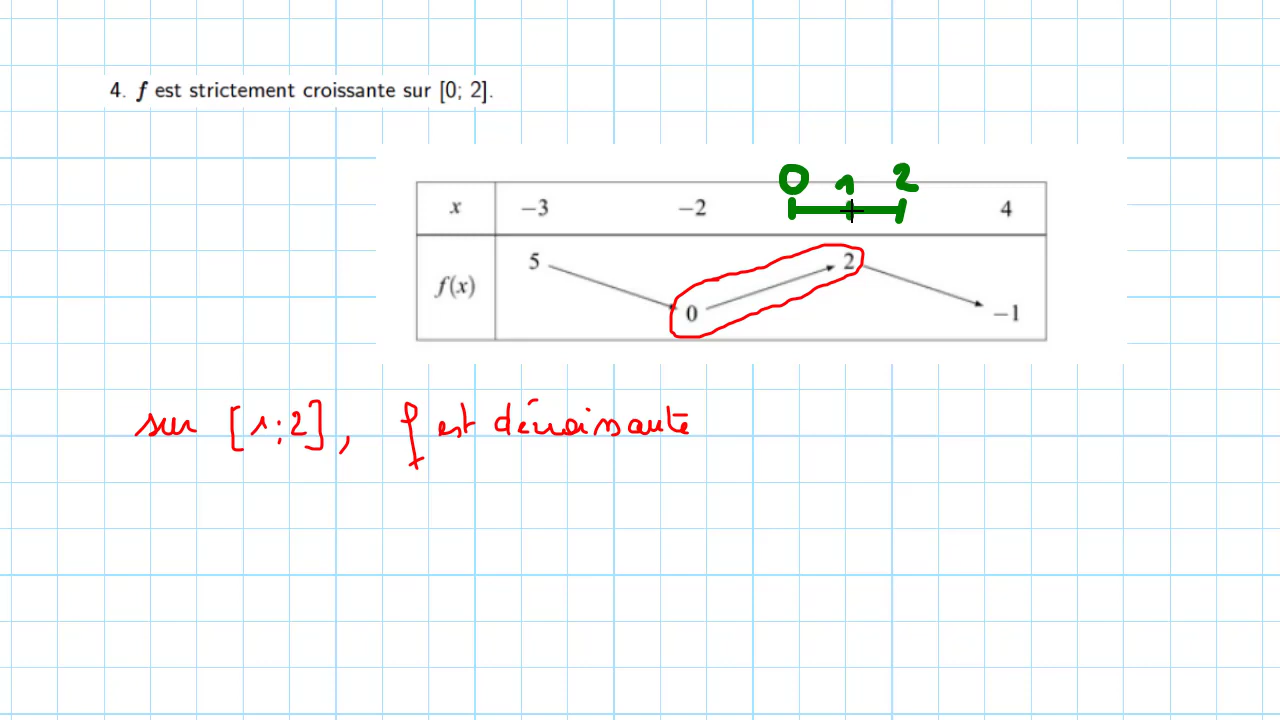 4. f est strictement croissante sur [0; 2].
0 1 2
x −3 −2 4
5 2
f(x)
0 −1
sur [1;2], f est décroissante